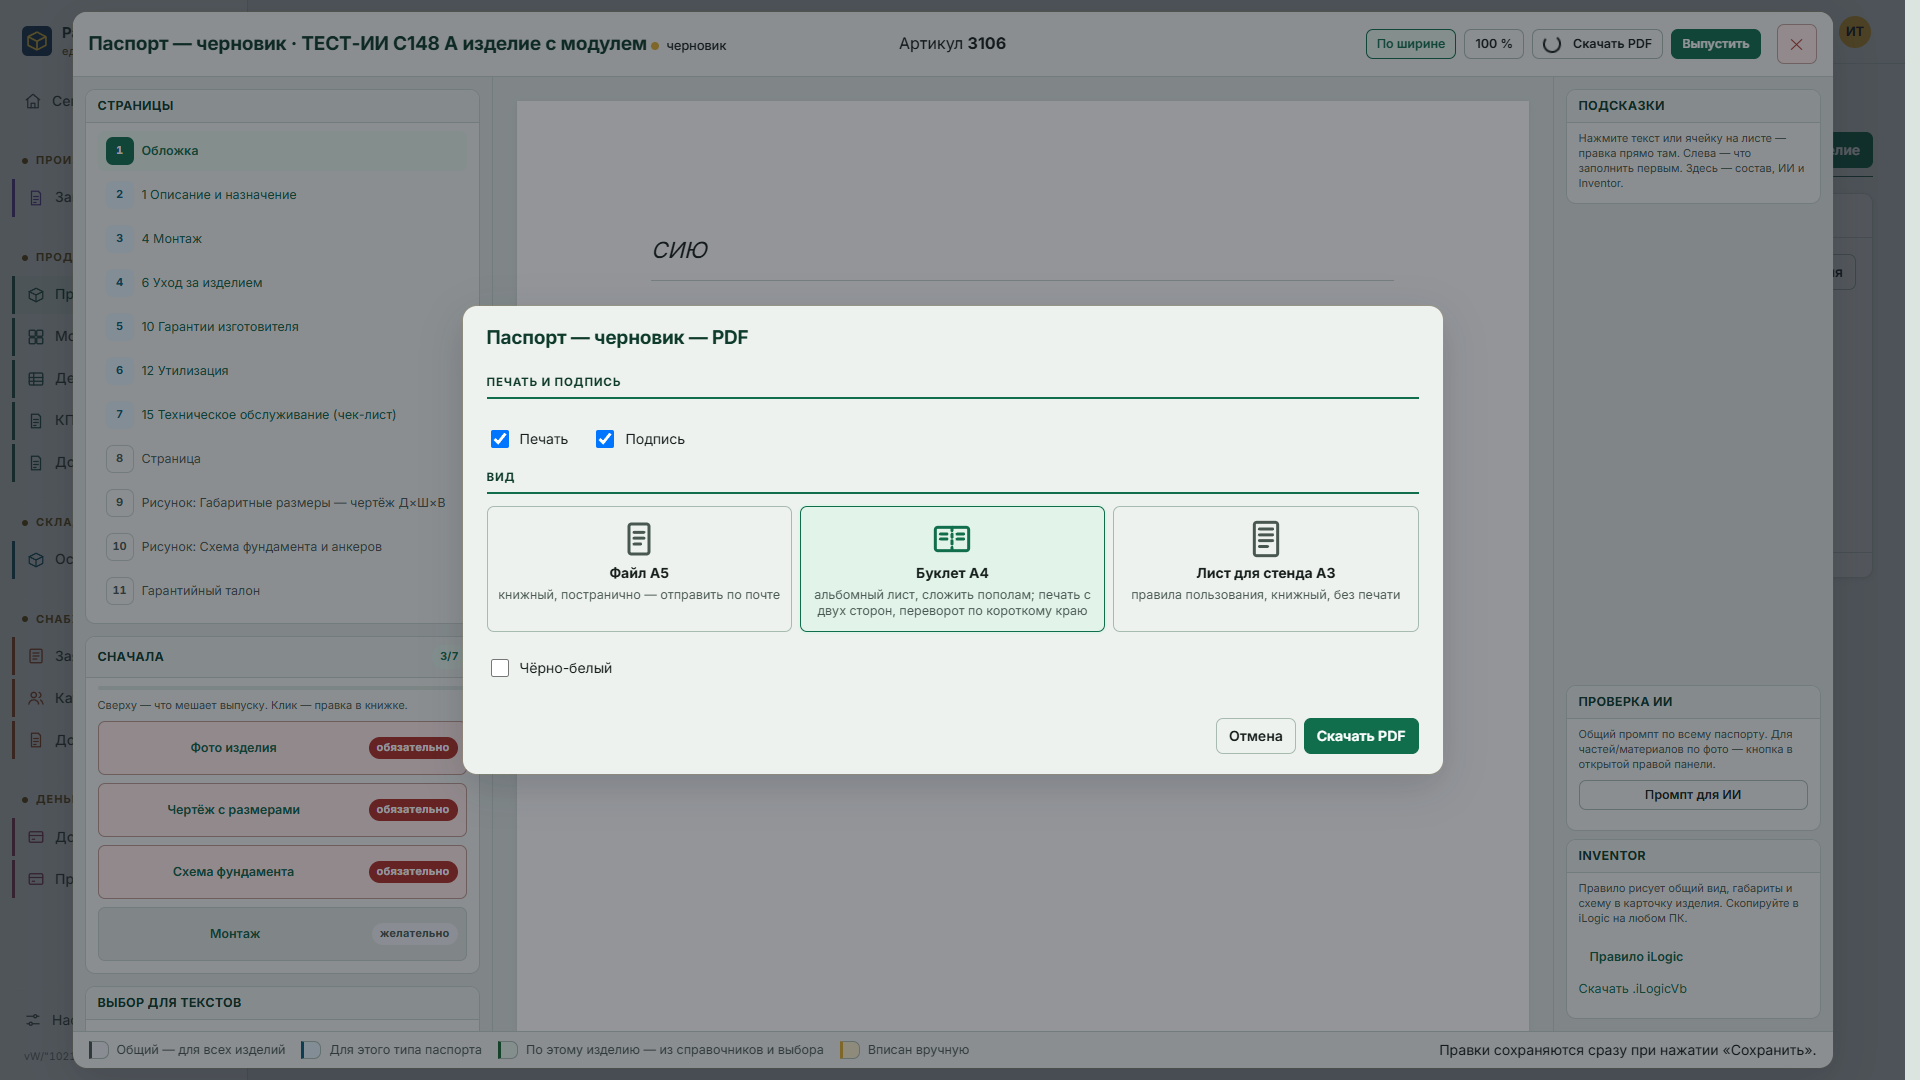 Паспорт — черновик · ТЕСТ-ИИ С148 А изделие с модулем
черновик
Артикул 3106
По ширине
100 %
Скачать PDF
Выпустить
ИТ
СТРАНИЦЫ
1 Обложка
2 1 Описание и назначение
3 4 Монтаж
4 6 Уход за изделием
5 10 Гарантии изготовителя
6 12 Утилизация
7 15 Техническое обслуживание (чек-лист)
8 Страница
9 Рисунок: Габаритные размеры — чертёж Д×Ш×В
10 Рисунок: Схема фундамента и анкеров
11 Гарантийный талон
СНАЧАЛА 3/7
Сверху — что мешает выпуску. Клик — правка в книжке.
Фото изделия обязательно
Чертёж с размерами обязательно
Схема фундамента обязательно
Монтаж желательно
ВЫБОР ДЛЯ ТЕКСТОВ
СИЮ
Паспорт — черновик — PDF
ПЕЧАТЬ И ПОДПИСЬ
Печать
Подпись
ВИД
Файл А5
книжный, постранично — отправить по почте
Буклет А4
альбомный лист, сложить пополам; печать с
двух сторон, переворот по короткому краю
Лист для стенда А3
правила пользования, книжный, без печати
Чёрно-белый
Отмена
Скачать PDF
ПОДСКАЗКИ
Нажмите текст или ячейку на листе —
правка прямо там. Слева — что
заполнить первым. Здесь — состав, ИИ и
Inventor.
ПРОВЕРКА ИИ
Общий промпт по всему паспорту. Для
частей/материалов по фото — кнопка в
открытой правой панели.
Промпт для ИИ
INVENTOR
Правило рисует общий вид, габариты и
схему в карточку изделия. Скопируйте в
iLogic на любом ПК.
Правило iLogic
Скачать .iLogicVb
Общий — для всех изделий
Для этого типа паспорта
По этому изделию — из справочников и выбора
Вписан вручную
Правки сохраняются сразу при нажатии «Сохранить».